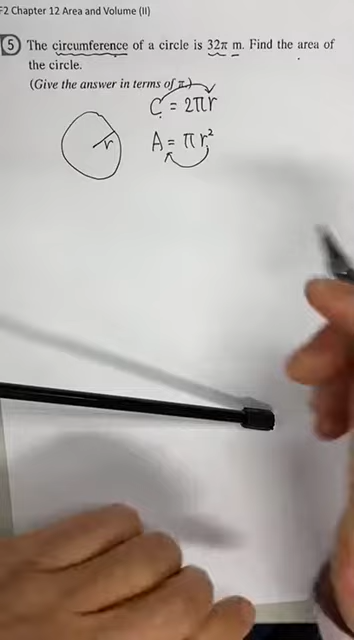 F2 Chapter 12 Area and Volume (II)
5 The circumference of a circle is 32π m. Find the area of
the circle.
(Give the answer in terms of π.)
C = 2πr
A = πr²
r